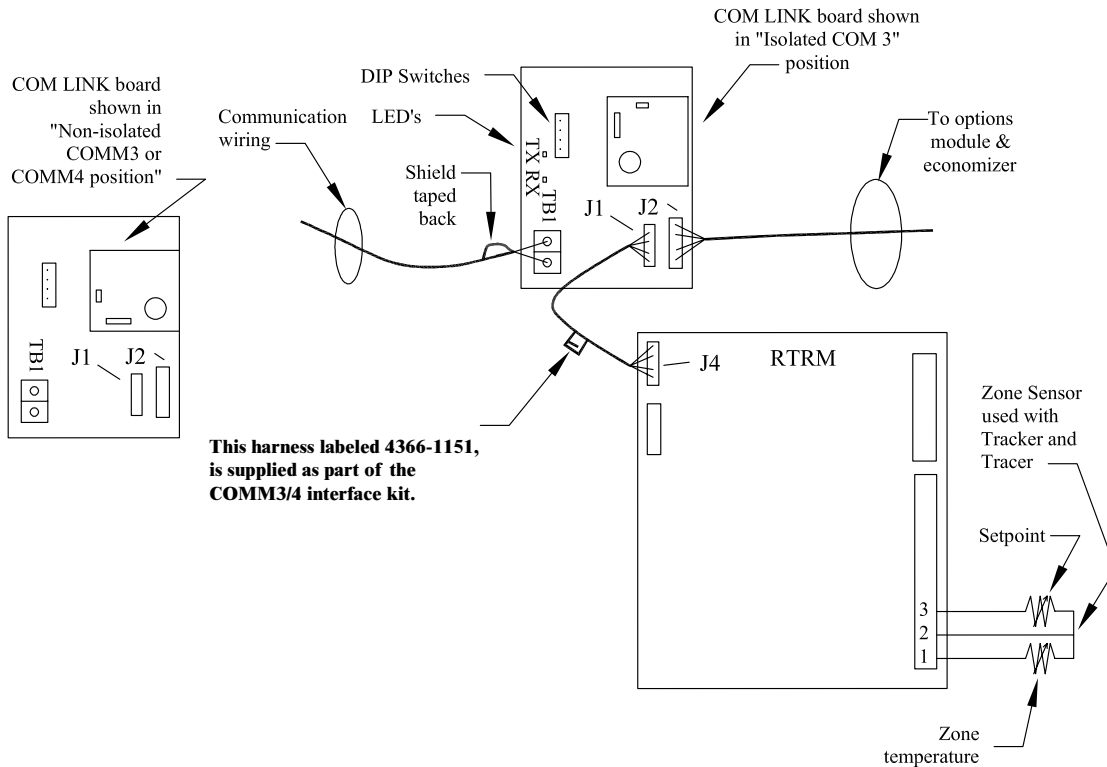 COM LINK board shown
in "Isolated COM 3"
position
COM LINK board
shown in
"Non-isolated
COMM3 or
COMM4 position"
Communication
wiring
DIP Switches
LED's
Shield
taped
back
TX RX
TB1
J1
J2
To options
module &
economizer
TB1
J1
J2
J4
RTRM
This harness labeled 4366-1151,
is supplied as part of the
COMM3/4 interface kit.
Zone Sensor
used with
Tracker and
Tracer
Setpoint
3
2
1
Zone
temperature